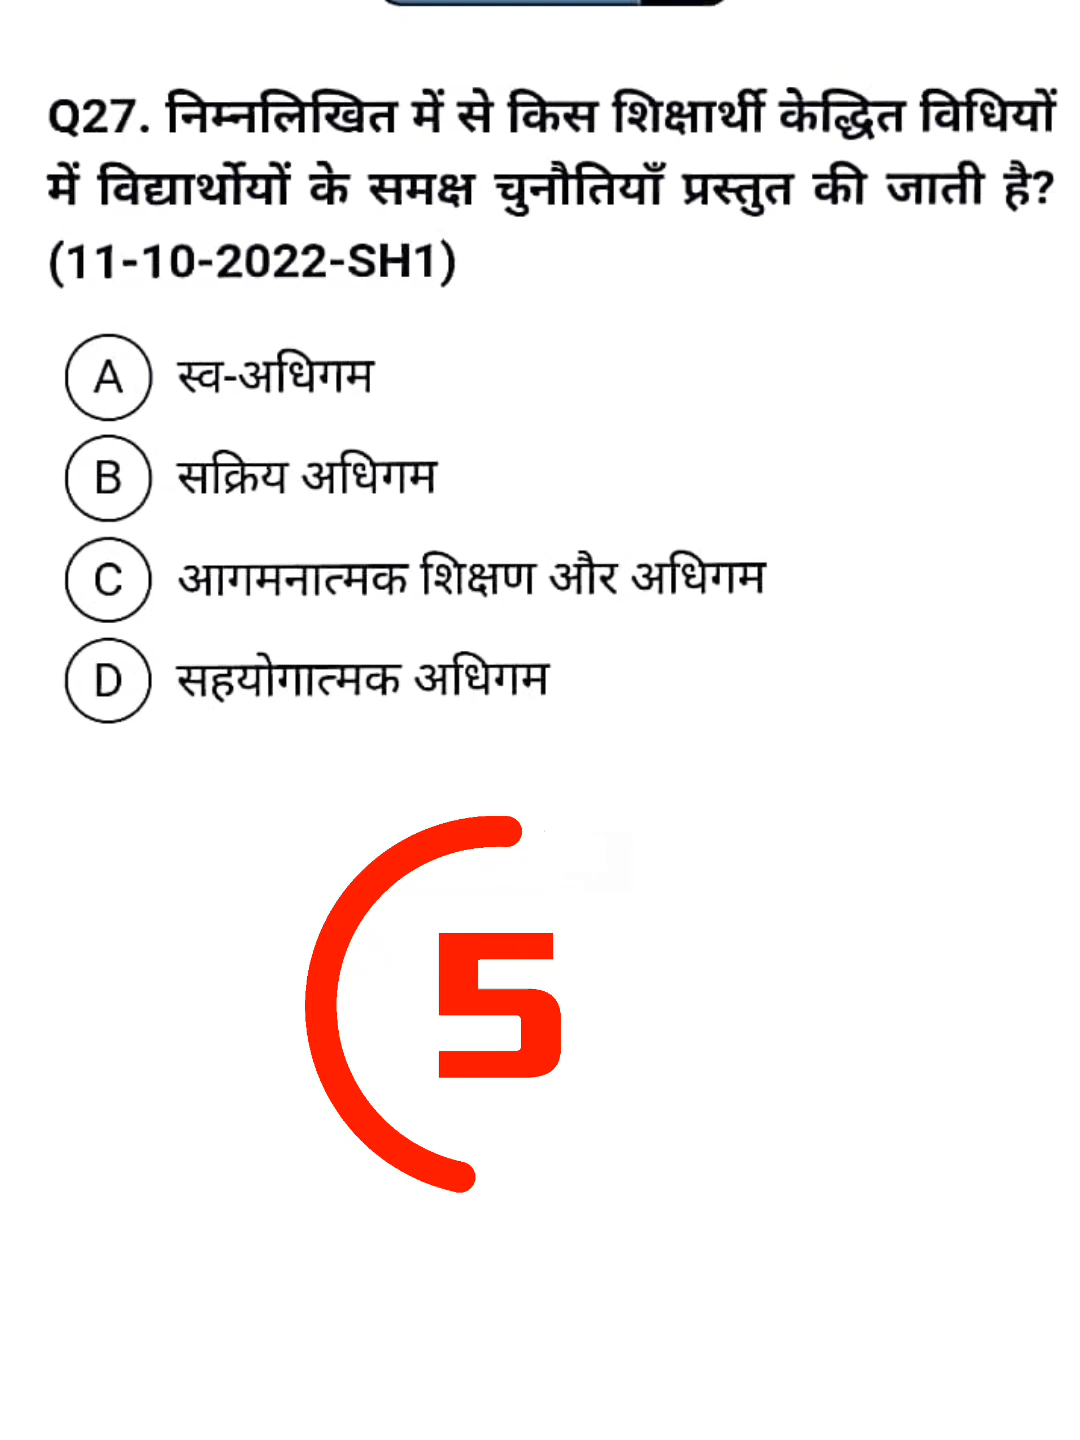 Q27. निम्नलिखित में से किस शिक्षार्थी केद्धित विधियों
में विद्यार्थोयों के समक्ष चुनौतियाँ प्रस्तुत की जाती है?
(11-10-2022-SH1)
A स्व-अधिगम
B सक्रिय अधिगम
C आगमनात्मक शिक्षण और अधिगम
D सहयोगात्मक अधिगम
5